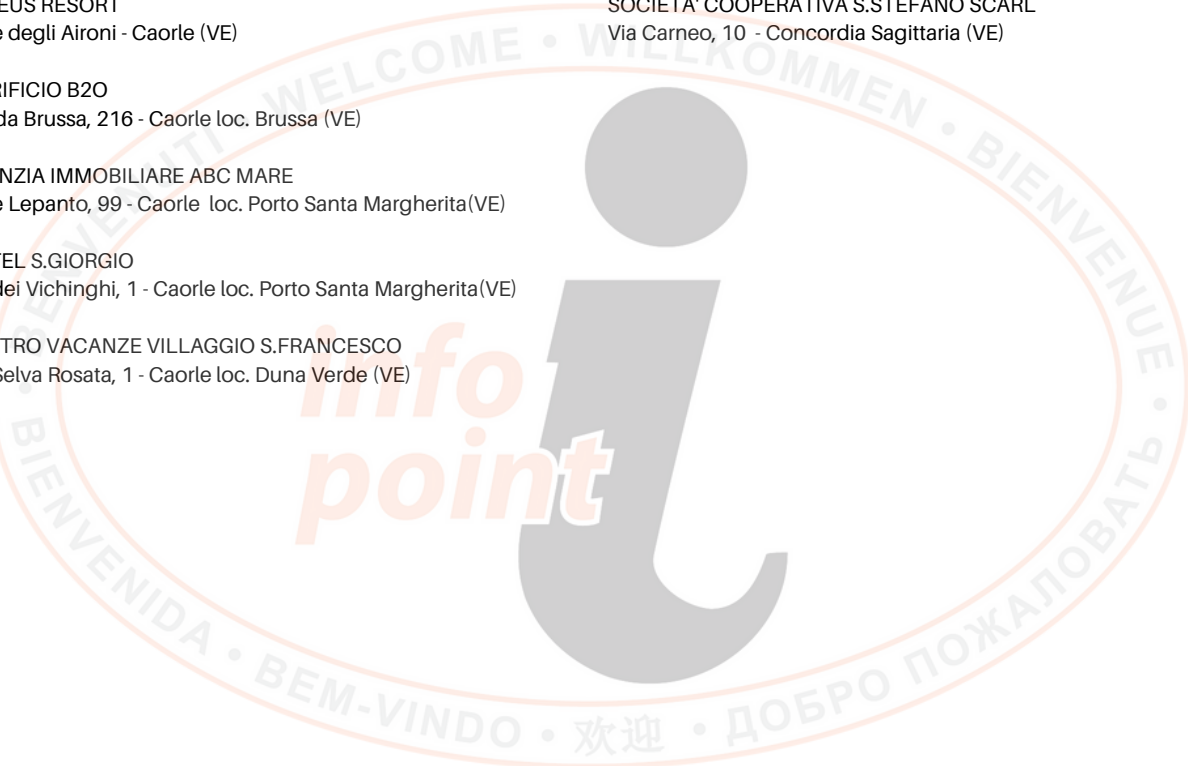 EUS RESORT
e degli Aironi - Caorle (VE)
RIFICIO B2O
da Brussa, 216 - Caorle loc. Brussa (VE)
NZIA IMMOBILIARE ABC MARE
e Lepanto, 99 - Caorle loc. Porto Santa Margherita(VE)
TEL S.GIORGIO
dei Vichinghi, 1 - Caorle loc. Porto Santa Margherita(VE)
TRO VACANZE VILLAGGIO S.FRANCESCO
Selva Rosata, 1 - Caorle loc. Duna Verde (VE)
SOCIETA' COOPERATIVA S.STEFANO SCARL
Via Carneo, 10 - Concordia Sagittaria (VE)
BENVENUTI • WELCOME • WILLKOMMEN • BIENVENUE •
BIENVENIDA • BEM-VINDO • 欢迎 • ДОБРО ПОЖАЛОВАТЬ
info
point